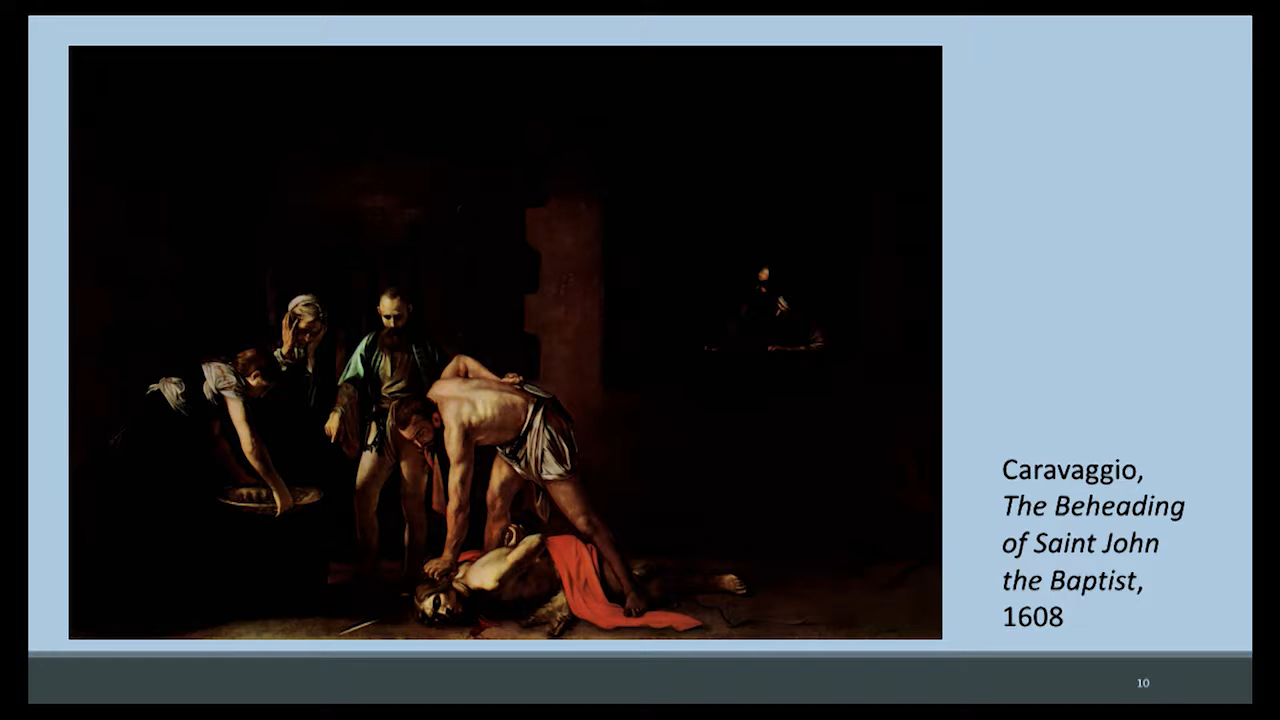 Caravaggio,
The Beheading
of Saint John
the Baptist,
1608
10